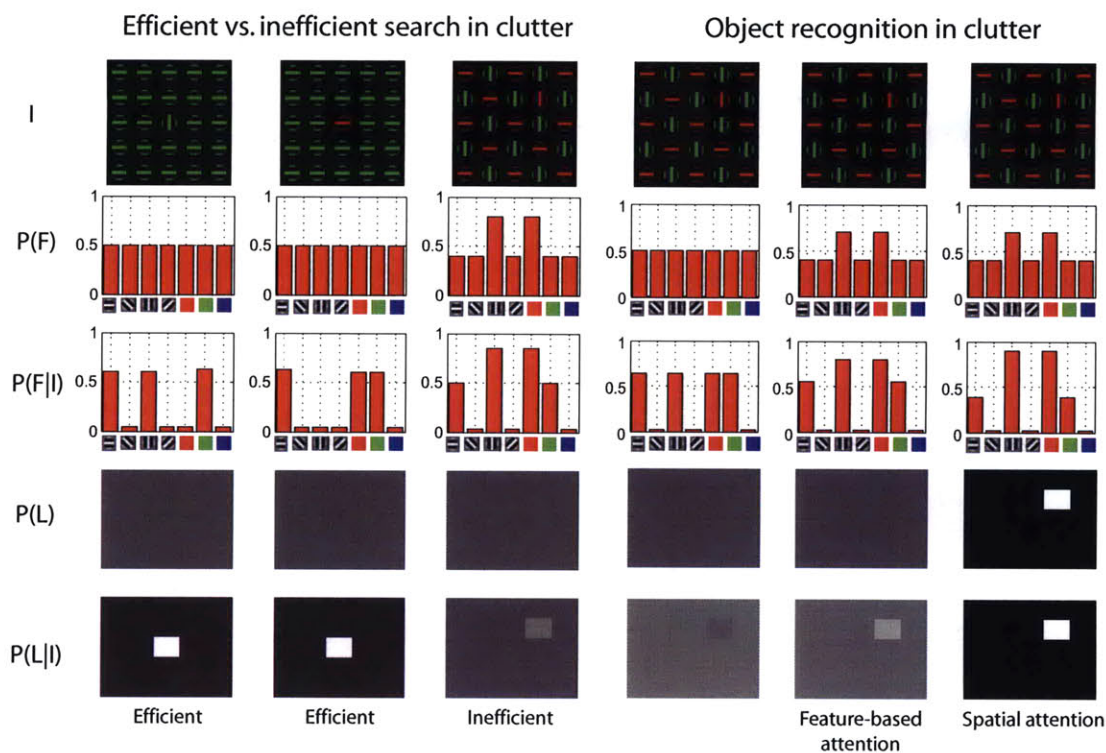 Efficient vs. inefficient search in clutter
Object recognition in clutter
I
P(F)
1
0.5
0
1
0.5
0
1
0.5
0
1
0.5
0
1
0.5
0
1
0.5
0
P(F|I)
1
0.5
0
1
0.5
0
1
0.5
0
1
0.5
0
1
0.5
0
1
0.5
0
P(L)
P(L|I)
Efficient
Efficient
Inefficient
Feature-based
attention
Spatial attention